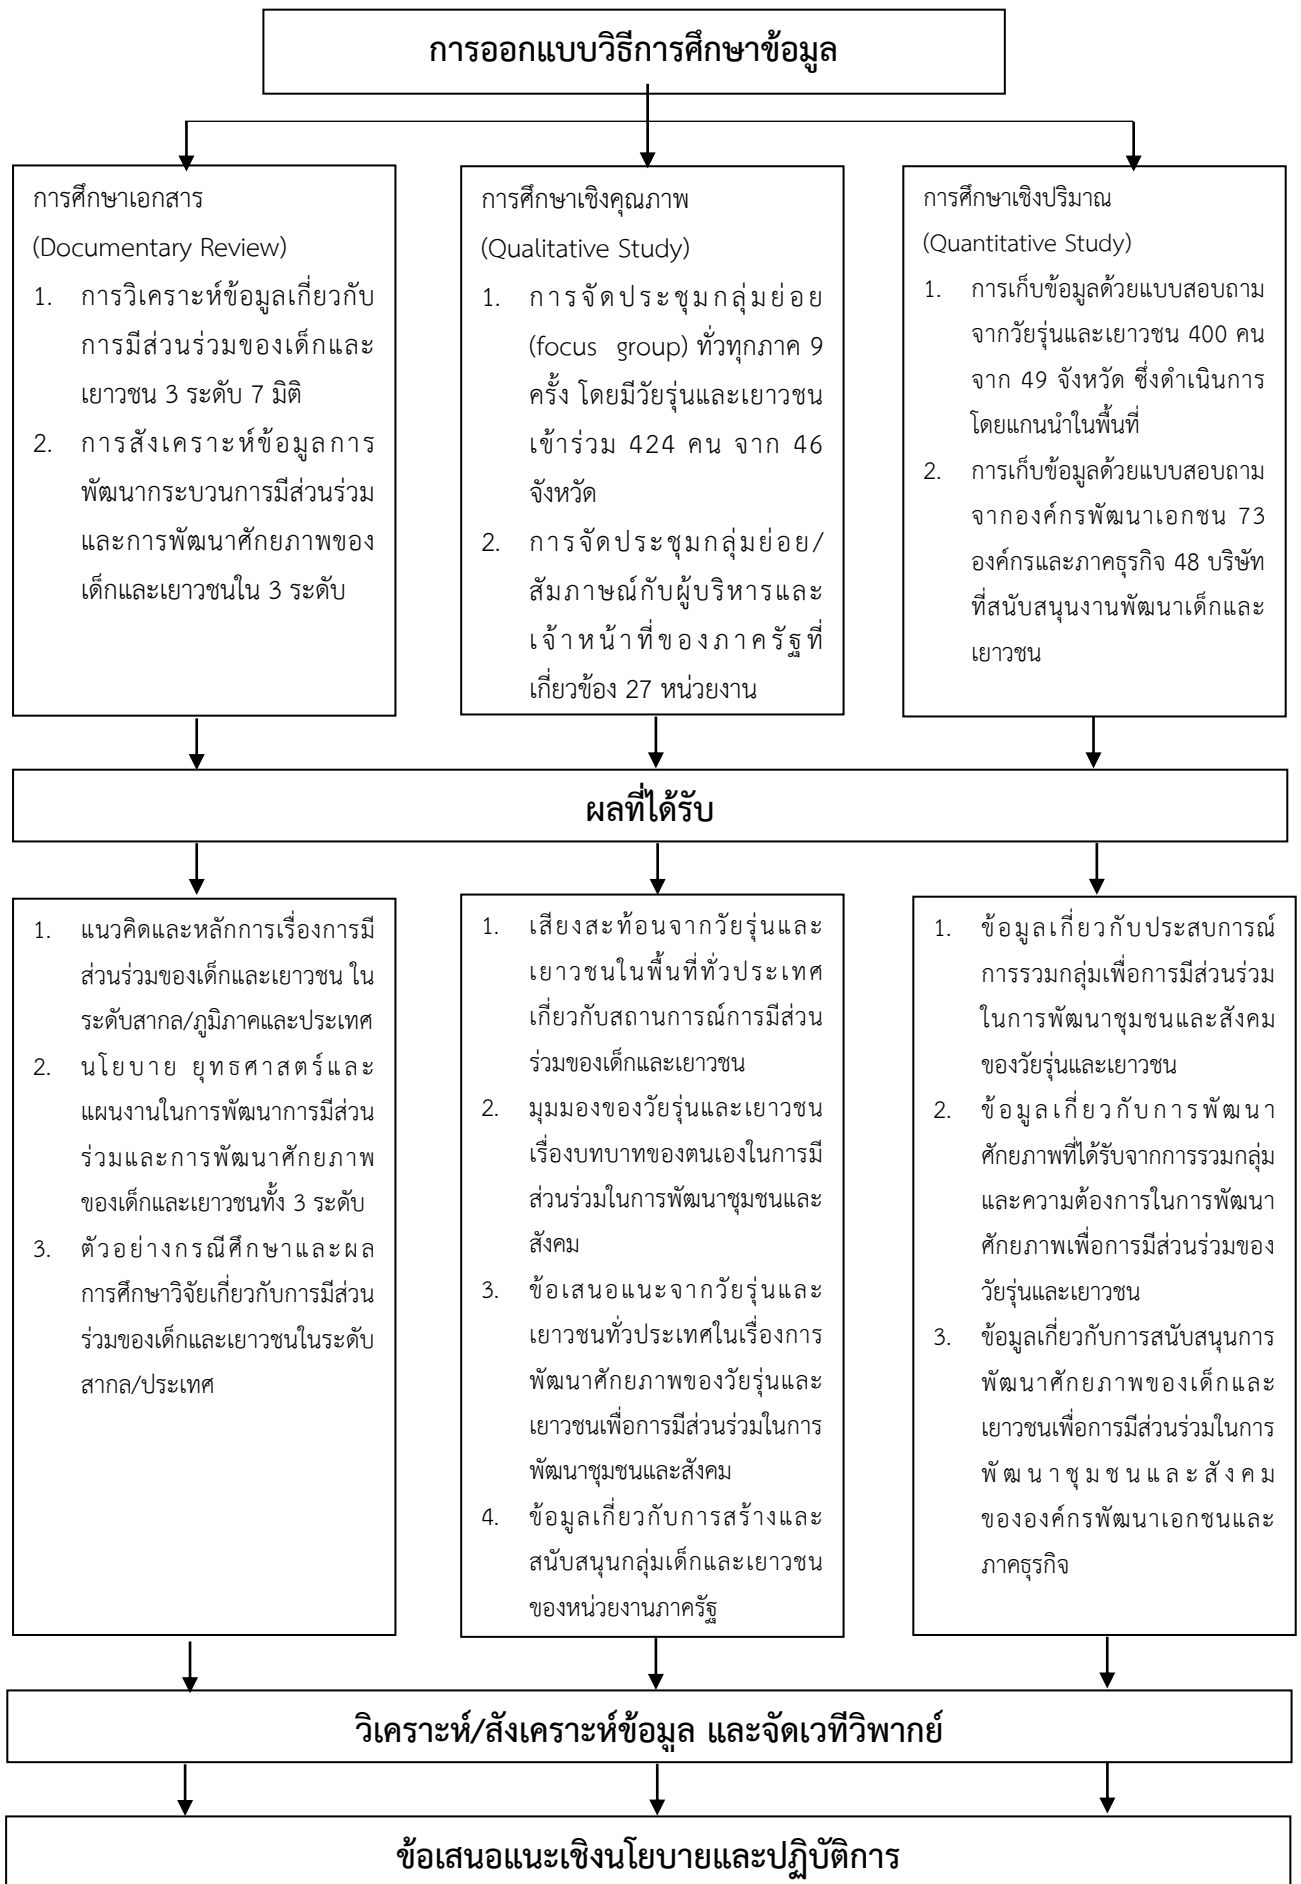 การออกแบบวิธีการศึกษาข้อมูล
การศึกษาเอกสาร
(Documentary Review)
1. การวิเคราะห์ข้อมูลเกี่ยวกับ
การมีส่วนร่วมของเด็กและ
เยาวชน 3 ระดับ 7 มิติ
2. การสังเคราะห์ข้อมูลการ
พัฒนากระบวนการมีส่วนร่วม
และการพัฒนาศักยภาพของ
เด็กและเยาวชนใน 3 ระดับ
การศึกษาเชิงคุณภาพ
(Qualitative Study)
1. การจัดประชุมกลุ่มย่อย
(focus group) ทั่วทุกภาค 9
ครั้ง โดยมีวัยรุ่นและเยาวชน
เข้าร่วม 424 คน จาก 46
จังหวัด
2. การจัดประชุมกลุ่มย่อย/
สัมภาษณ์กับผู้บริหารและ
เจ้าหน้าที่ของภาครัฐที่
เกี่ยวข้อง 27 หน่วยงาน
การศึกษาเชิงปริมาณ
(Quantitative Study)
1. การเก็บข้อมูลด้วยแบบสอบถาม
จากวัยรุ่นและเยาวชน 400 คน
จาก 49 จังหวัด ซึ่งดำเนินการ
โดยแกนนำในพื้นที่
2. การเก็บข้อมูลด้วยแบบสอบถาม
จากองค์กรพัฒนาเอกชน 73
องค์กรและภาคธุรกิจ 48 บริษัท
ที่สนับสนุนงานพัฒนาเด็กและ
เยาวชน
ผลที่ได้รับ
1. แนวคิดและหลักการเรื่องการมี
ส่วนร่วมของเด็กและเยาวชน ใน
ระดับสากล/ภูมิภาคและประเทศ
2. นโยบาย ยุทธศาสตร์และ
แผนงานในการพัฒนาการมีส่วน
ร่วมและการพัฒนาศักยภาพ
ของเด็กและเยาวชนทั้ง 3 ระดับ
3. ตัวอย่างกรณีศึกษาและผล
การศึกษาวิจัยเกี่ยวกับการมีส่วน
ร่วมของเด็กและเยาวชนในระดับ
สากล/ประเทศ
1. เสียงสะท้อนจากวัยรุ่นและ
เยาวชนในพื้นที่ทั่วประเทศ
เกี่ยวกับสถานการณ์การมีส่วน
ร่วมของเด็กและเยาวชน
2. มุมมองของวัยรุ่นและเยาวชน
เรื่องบทบาทของตนเองในการมี
ส่วนร่วมในการพัฒนาชุมชนและ
สังคม
3. ข้อเสนอแนะจากวัยรุ่นและ
เยาวชนทั่วประเทศในเรื่องการ
พัฒนาศักยภาพของวัยรุ่นและ
เยาวชนเพื่อการมีส่วนร่วมในการ
พัฒนาชุมชนและสังคม
4. ข้อมูลเกี่ยวกับการสร้างและ
สนับสนุนกลุ่มเด็กและเยาวชน
ของหน่วยงานภาครัฐ
1. ข้อมูลเกี่ยวกับประสบการณ์
การรวมกลุ่มเพื่อการมีส่วนร่วม
ในการพัฒนาชุมชนและสังคม
ของวัยรุ่นและเยาวชน
2. ข้อมูลเกี่ยวกับการพัฒนา
ศักยภาพที่ได้รับจากการรวมกลุ่ม
และความต้องการในการพัฒนา
ศักยภาพเพื่อการมีส่วนร่วมของ
วัยรุ่นและเยาวชน
3. ข้อมูลเกี่ยวกับการสนับสนุนการ
พัฒนาศักยภาพของเด็กและ
เยาวชนเพื่อการมีส่วนร่วมในการ
พัฒนาชุมชนและสังคม
ขององค์กรพัฒนาเอกชนและ
ภาคธุรกิจ
วิเคราะห์/สังเคราะห์ข้อมูล และจัดเวทีวิพากย์
ข้อเสนอแนะเชิงนโยบายและปฏิบัติการ